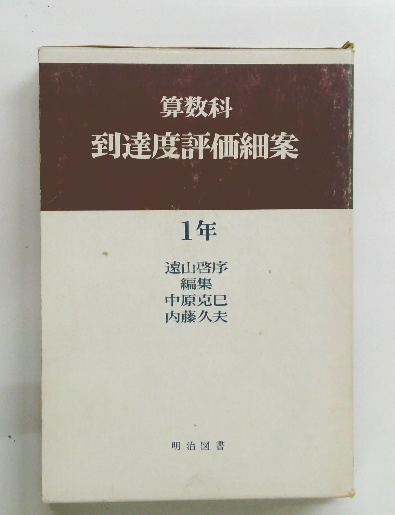 算数科
到達度評価細案
1年
遠山啓序
編集
中原克巳
内藤久夫
明治図書